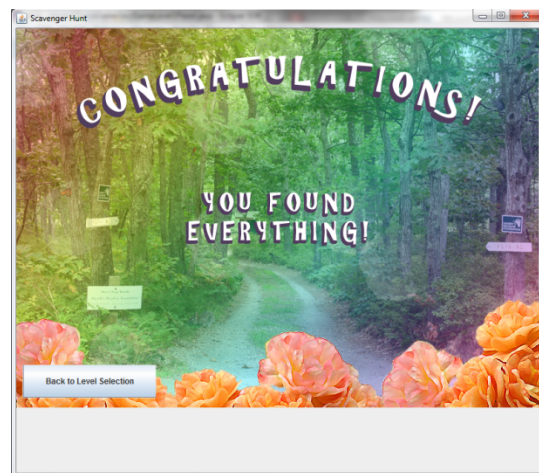 Scavenger Hunt
CONGRATULATIONS!
YOU FOUND
EVERYTHING!
Back to Level Selection